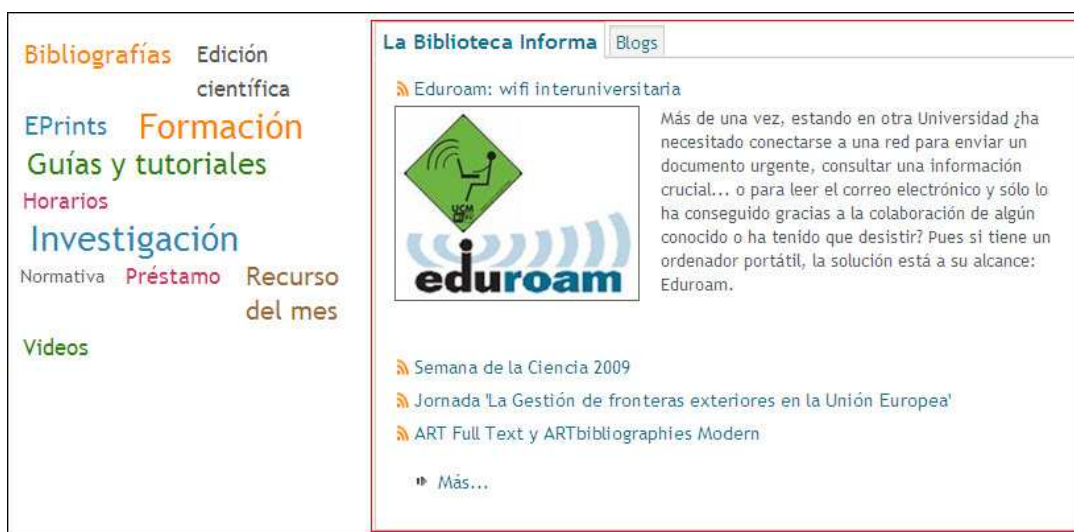 Bibliografías Edición
científica
EPrints Formación
Guías y tutoriales
Horarios
Investigación
Normativa Préstamo Recurso
del mes
Videos
La Biblioteca Informa Blogs
Eduroam: wifi interuniversitaria
UCM
eduroam
Más de una vez, estando en otra Universidad ¿ha
necesitado conectarse a una red para enviar un
documento urgente, consultar una información
crucial... o para leer el correo electrónico y sólo lo
ha conseguido gracias a la colaboración de algún
conocido o ha tenido que desistir? Pues si tiene un
ordenador portátil, la solución está a su alcance:
Eduroam.
Semana de la Ciencia 2009
Jornada 'La Gestión de fronteras exteriores en la Unión Europea'
ART Full Text y ARTbibliographies Modern
Más...